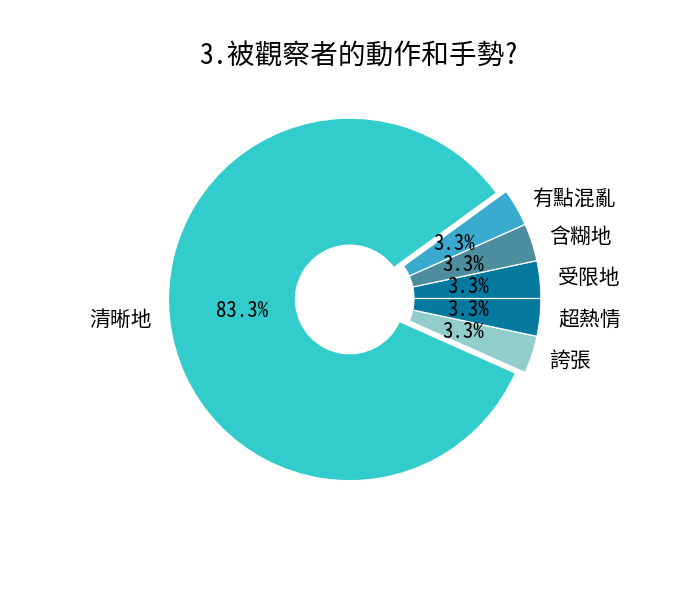 3.被觀察者的動作和手勢?
有點混亂
3.3%
含糊地
3.3%
受限地
3.3%
清晰地
83.3%
3.3%
超熱情
3.3%
誇張